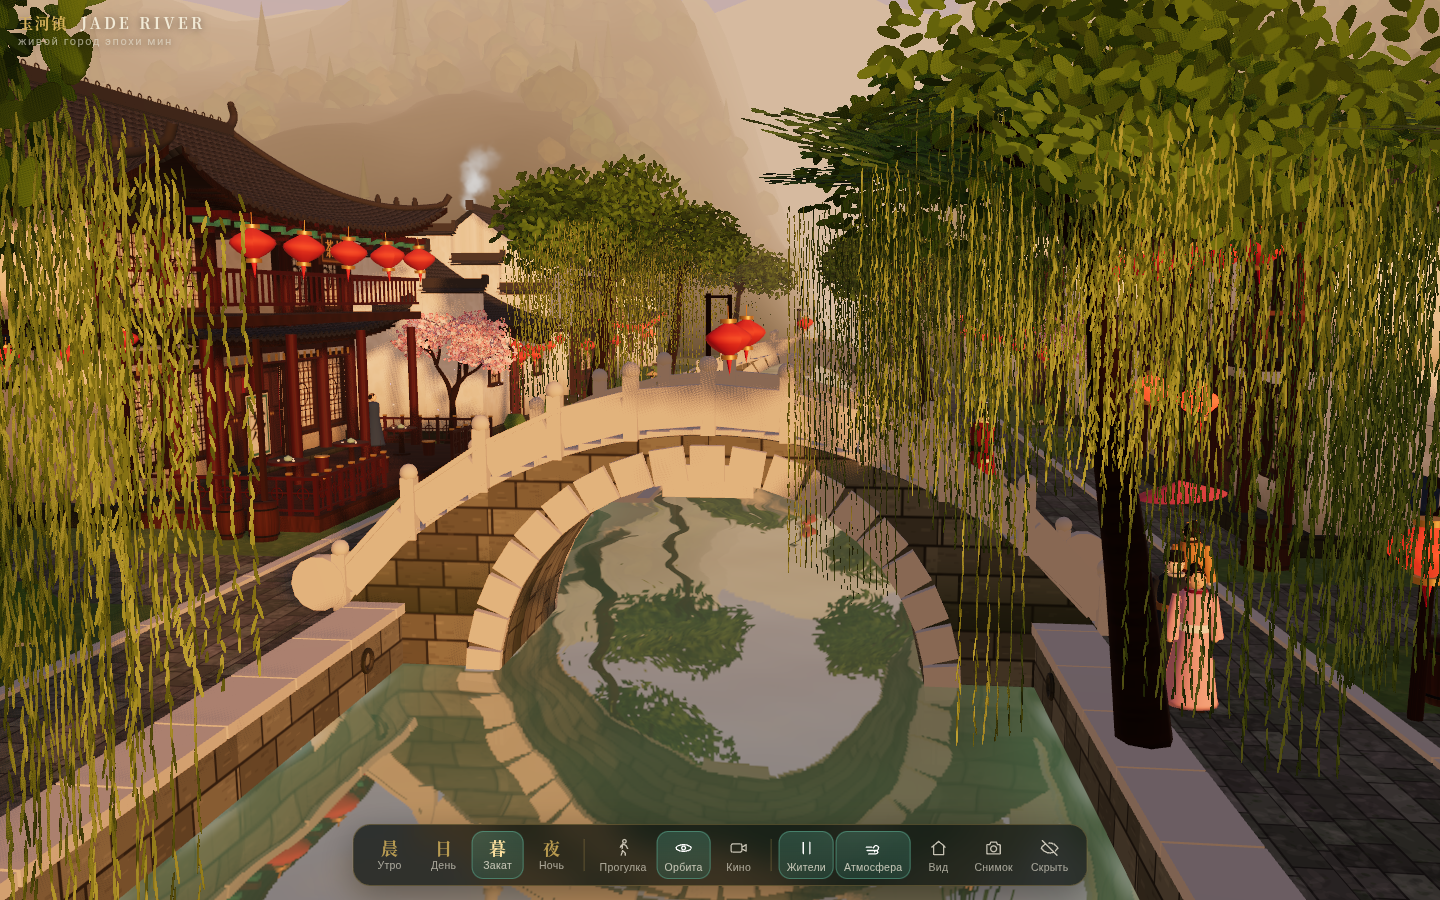 玉河镇 JADE RIVER
живой город эпохи мин
晨 日 暮 夜
Утро День Закат Ночь Прогулка Орбита Кино Жители Атмосфера Вид Снимок Скрыть